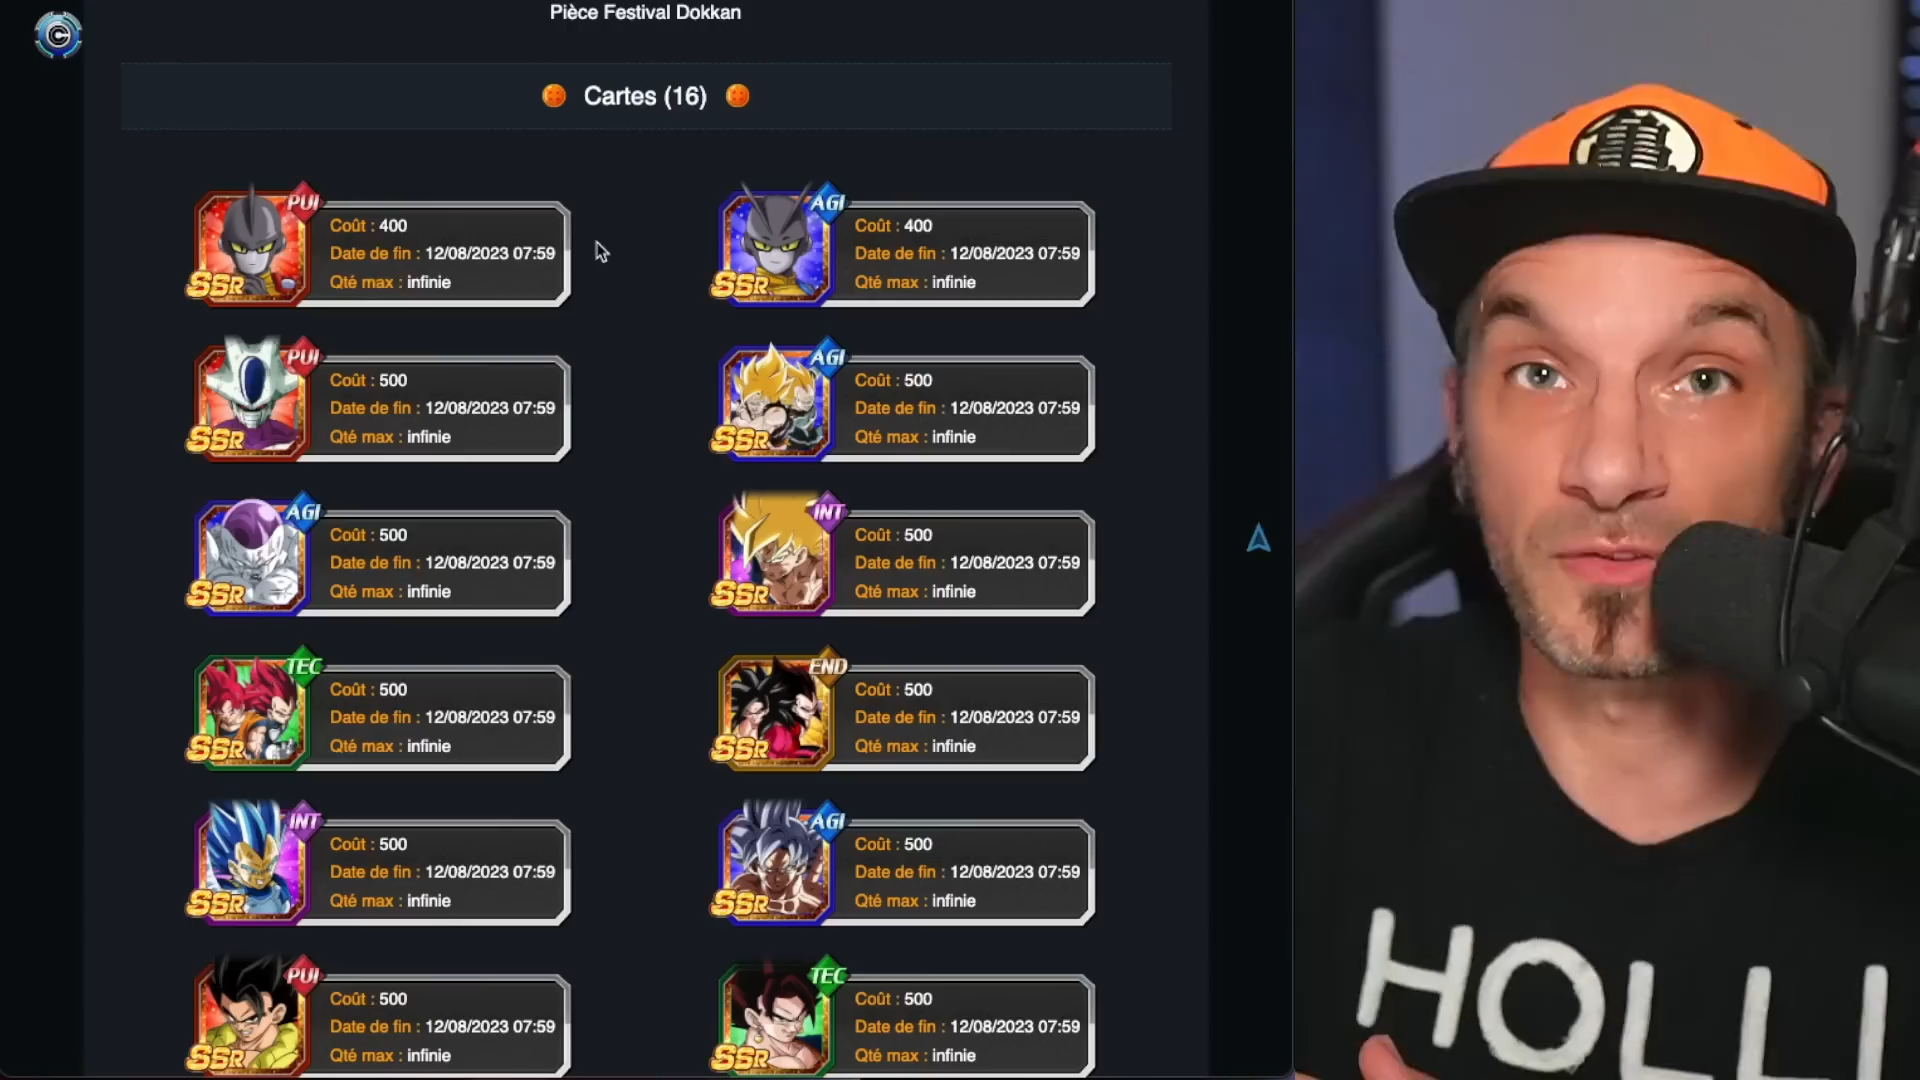 Pièce Festival Dokkan
Cartes (16)
PUI
Coût : 400
Date de fin : 12/08/2023 07:59
Qté max : infinie
SSR
AGI
Coût : 400
Date de fin : 12/08/2023 07:59
Qté max : infinie
SSR
PUI
Coût : 500
Date de fin : 12/08/2023 07:59
Qté max : infinie
SSR
AGI
Coût : 500
Date de fin : 12/08/2023 07:59
Qté max : infinie
SSR
AGI
Coût : 500
Date de fin : 12/08/2023 07:59
Qté max : infinie
SSR
INT
Coût : 500
Date de fin : 12/08/2023 07:59
Qté max : infinie
SSR
TEC
Coût : 500
Date de fin : 12/08/2023 07:59
Qté max : infinie
SSR
END
Coût : 500
Date de fin : 12/08/2023 07:59
Qté max : infinie
SSR
INT
Coût : 500
Date de fin : 12/08/2023 07:59
Qté max : infinie
SSR
AGI
Coût : 500
Date de fin : 12/08/2023 07:59
Qté max : infinie
SSR
PUI
Coût : 500
Date de fin : 12/08/2023 07:59
Qté max : infinie
SSR
TEC
Coût : 500
Date de fin : 12/08/2023 07:59
Qté max : infinie
SSR
亀
HOLLI